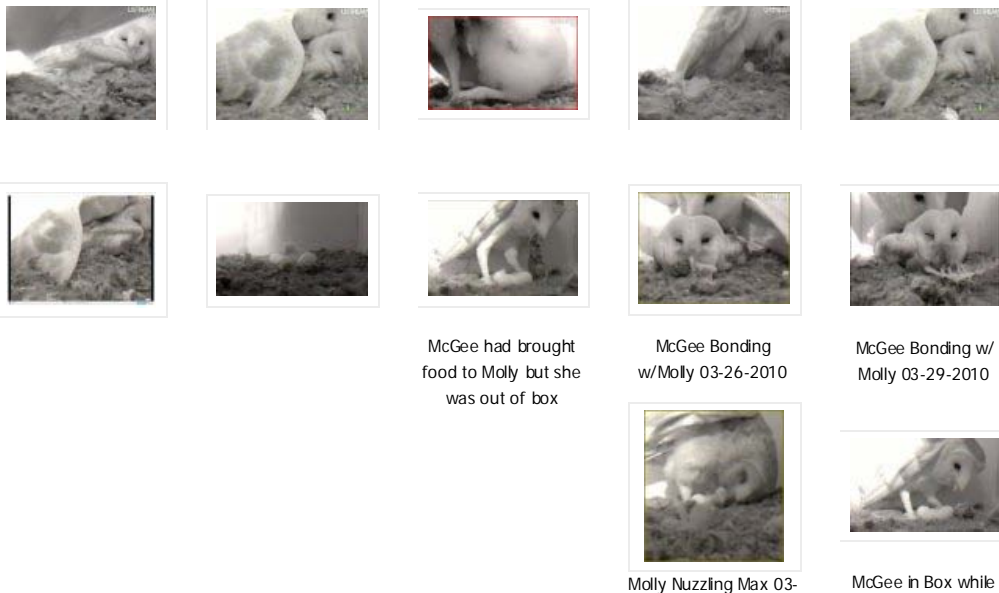 McGee had brought
food to Molly but she
was out of box
McGee Bonding
w/Molly 03-26-2010
McGee Bonding w/
Molly 03-29-2010
Molly Nuzzling Max 03-
McGee in Box while